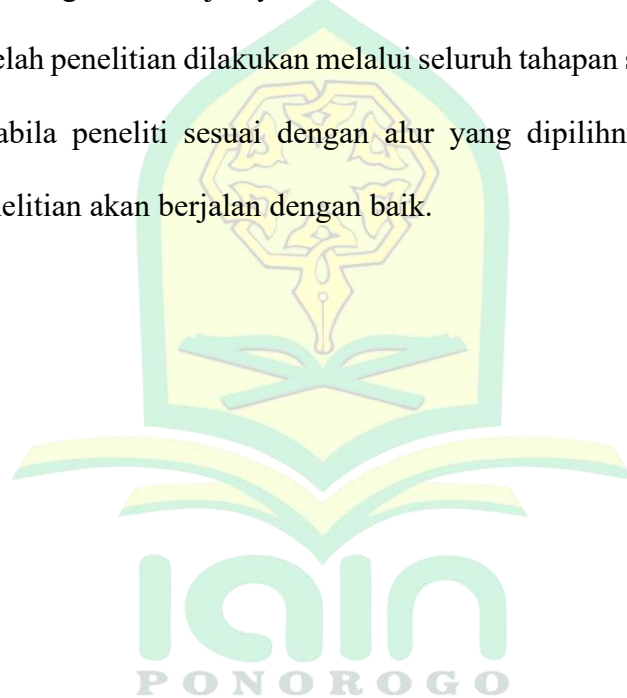 elah penelitian dilakukan melalui seluruh tahapan s
abila peneliti sesuai dengan alur yang dipilihn
elitian akan berjalan dengan baik.
iain
PONOROGO